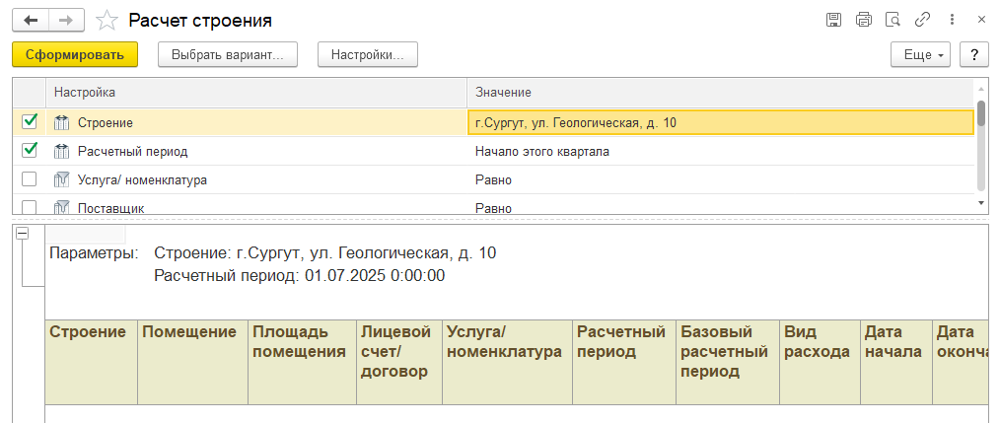 Расчет строения
Сформировать
Выбрать вариант...
Настройки...
Еще
?
Настройка Значение
Строение г.Сургут, ул. Геологическая, д. 10
Расчетный период Начало этого квартала
Услуга/ номенклатура Равно
Поставщик Равно
Параметры: Строение: г.Сургут, ул. Геологическая, д. 10
Расчетный период: 01.07.2025 0:00:00
Строение Помещение Площадь Лицевой Услуга/ Расчетный Базовый Вид Дата Дата
помещения счет/ номенклатура период расчетный расхода начала оконча
договор период